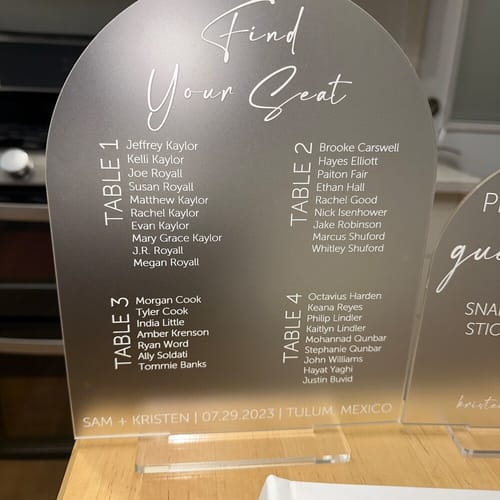 Find
Your Seat
TABLE 1
Jeffrey Kaylor
Kelli Kaylor
Joe Royall
Susan Royall
Matthew Kaylor
Rachel Kaylor
Evan Kaylor
Mary Grace Kaylor
J.R. Royall
Megan Royall
TABLE 2
Brooke Carswell
Hayes Elliott
Paiton Fair
Ethan Hall
Rachel Good
Nick Isenhower
Jake Robinson
Marcus Shuford
Whitley Shuford
TABLE 3
Morgan Cook
Tyler Cook
India Little
Amber Krenson
Ryan Word
Ally Soldati
Tommie Banks
TABLE 4
Octavius Harden
Keana Reyes
Philip Lindler
Kaitlyn Lindler
Mohannad Qunbar
Stephanie Qunbar
John Williams
Hayat Yaghi
Justin Buvid
SAM + KRISTEN | 07.29.2023 | TULUM, MEXICO